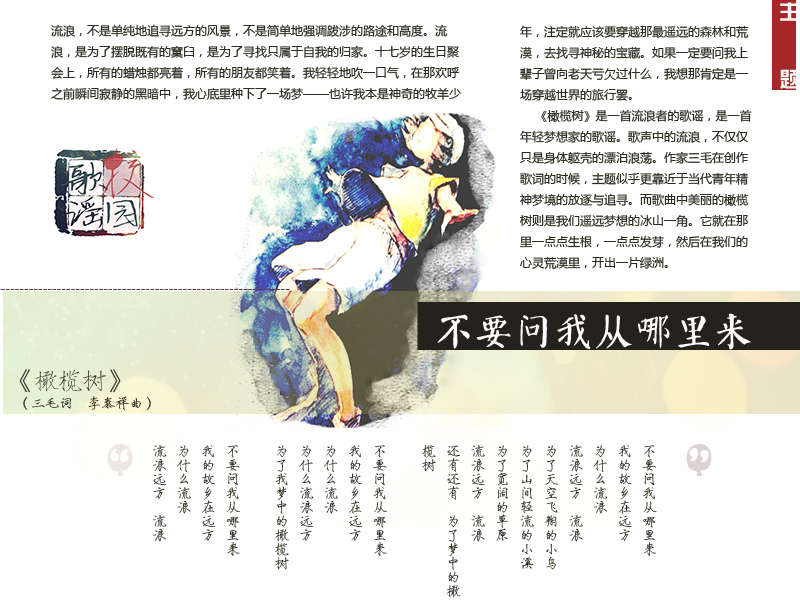 流浪，不是单纯地追寻远方的风景，不是简单地强调跋涉的路途和高度。流
浪，是为了摆脱既有的窠臼，是为了寻找只属于自我的归家。十七岁的生日聚
会上，所有的蜡烛都亮着，所有的朋友都笑着。我轻轻地吹一口气，在那欢呼
之前瞬间寂静的黑暗中，我心底里种下了一场梦——也许我本是神奇的牧羊少
年，注定就应该要穿越那最遥远的森林和荒
漠，去找寻神秘的宝藏。如果一定要问我上
辈子曾向老天亏欠过什么，我想那肯定是一
场穿越世界的旅行罢。
《橄榄树》是一首流浪者的歌谣，是一首
年轻梦想家的歌谣。歌声中的流浪，不仅仅
只是身体躯壳的漂泊浪荡。作家三毛在创作
歌词的时候，主题似乎更靠近于当代青年精
神梦境的放逐与追寻。而歌曲中美丽的橄榄
树则是我们遥远梦想的冰山一角。它就在那
里一点点生根，一点点发芽，然后在我们的
心灵荒漠里，开出一片绿洲。
主题
校园
歌谣
不要问我从哪里来
《橄榄树》
（三毛词 李泰祥曲）
不要问我从哪里来
我的故乡在远方
为什么流浪
流浪远方 流浪
为了天空飞翔的小鸟
为了山间轻流的小溪
为了宽阔的草原
流浪远方 流浪
还有还有 为了梦中的橄
榄树
不要问我从哪里来
我的故乡在远方
为什么流浪
为什么流浪远方
为了我梦中的橄榄树
不要问我从哪里来
我的故乡在远方
为什么流浪
流浪远方 流浪